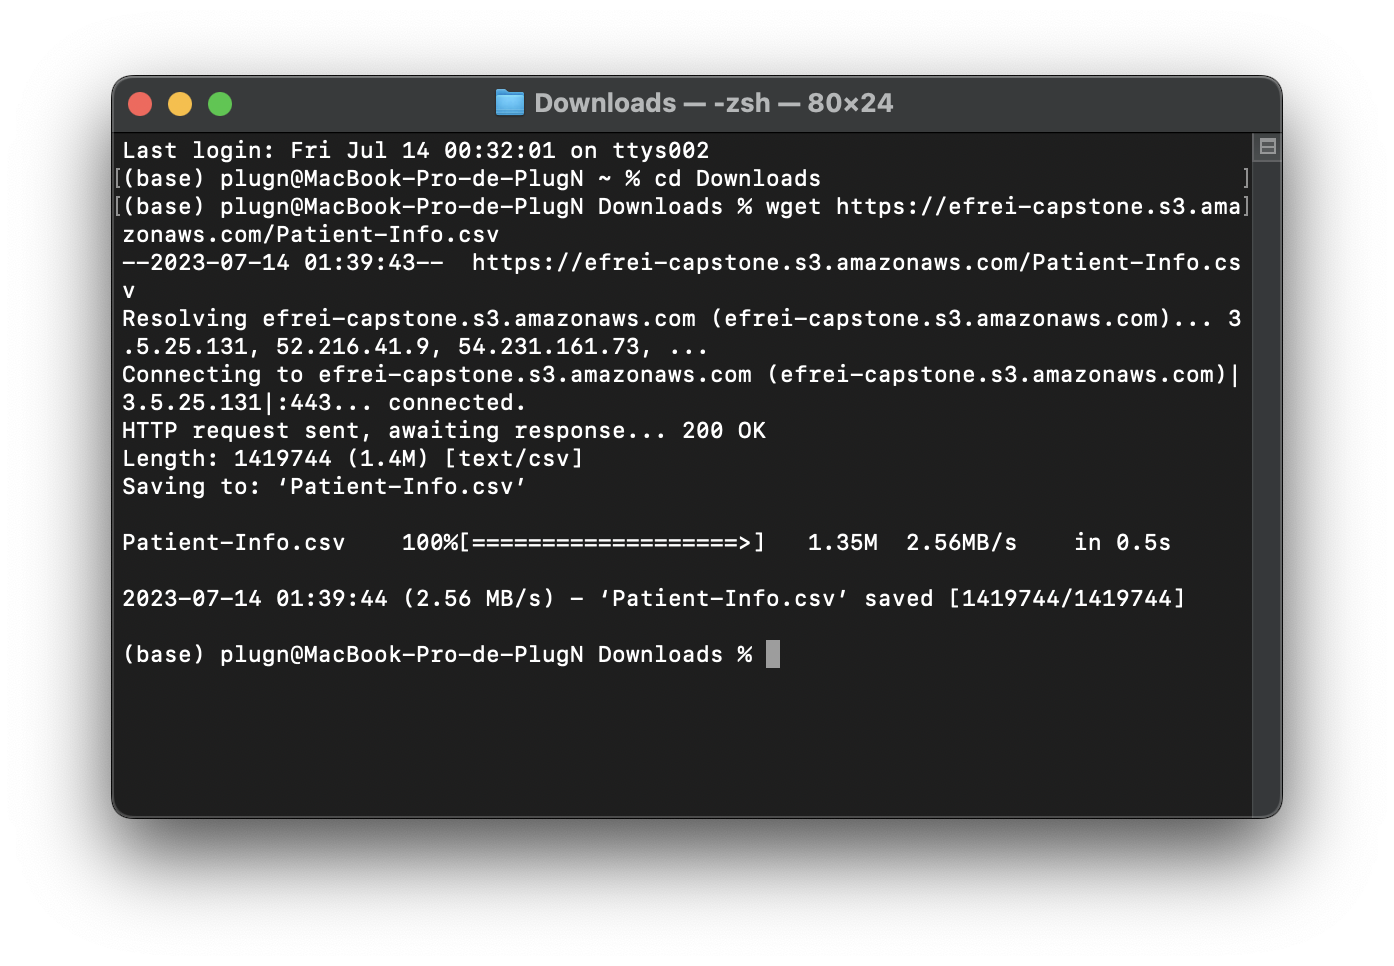 Downloads — -zsh — 80×24
Last login: Fri Jul 14 00:32:01 on ttys002
[(base) plugn@MacBook-Pro-de-PlugN ~ % cd Downloads ]
[(base) plugn@MacBook-Pro-de-PlugN Downloads % wget https://efrei-capstone.s3.ama]
zonaws.com/Patient-Info.csv
--2023-07-14 01:39:43--  https://efrei-capstone.s3.amazonaws.com/Patient-Info.cs
v
Resolving efrei-capstone.s3.amazonaws.com (efrei-capstone.s3.amazonaws.com)... 3
.5.25.131, 52.216.41.9, 54.231.161.73, ...
Connecting to efrei-capstone.s3.amazonaws.com (efrei-capstone.s3.amazonaws.com)|
3.5.25.131|:443... connected.
HTTP request sent, awaiting response... 200 OK
Length: 1419744 (1.4M) [text/csv]
Saving to: ‘Patient-Info.csv’
Patient-Info.csv    100%[===================>]   1.35M  2.56MB/s    in 0.5s
2023-07-14 01:39:44 (2.56 MB/s) - ‘Patient-Info.csv’ saved [1419744/1419744]
(base) plugn@MacBook-Pro-de-PlugN Downloads %